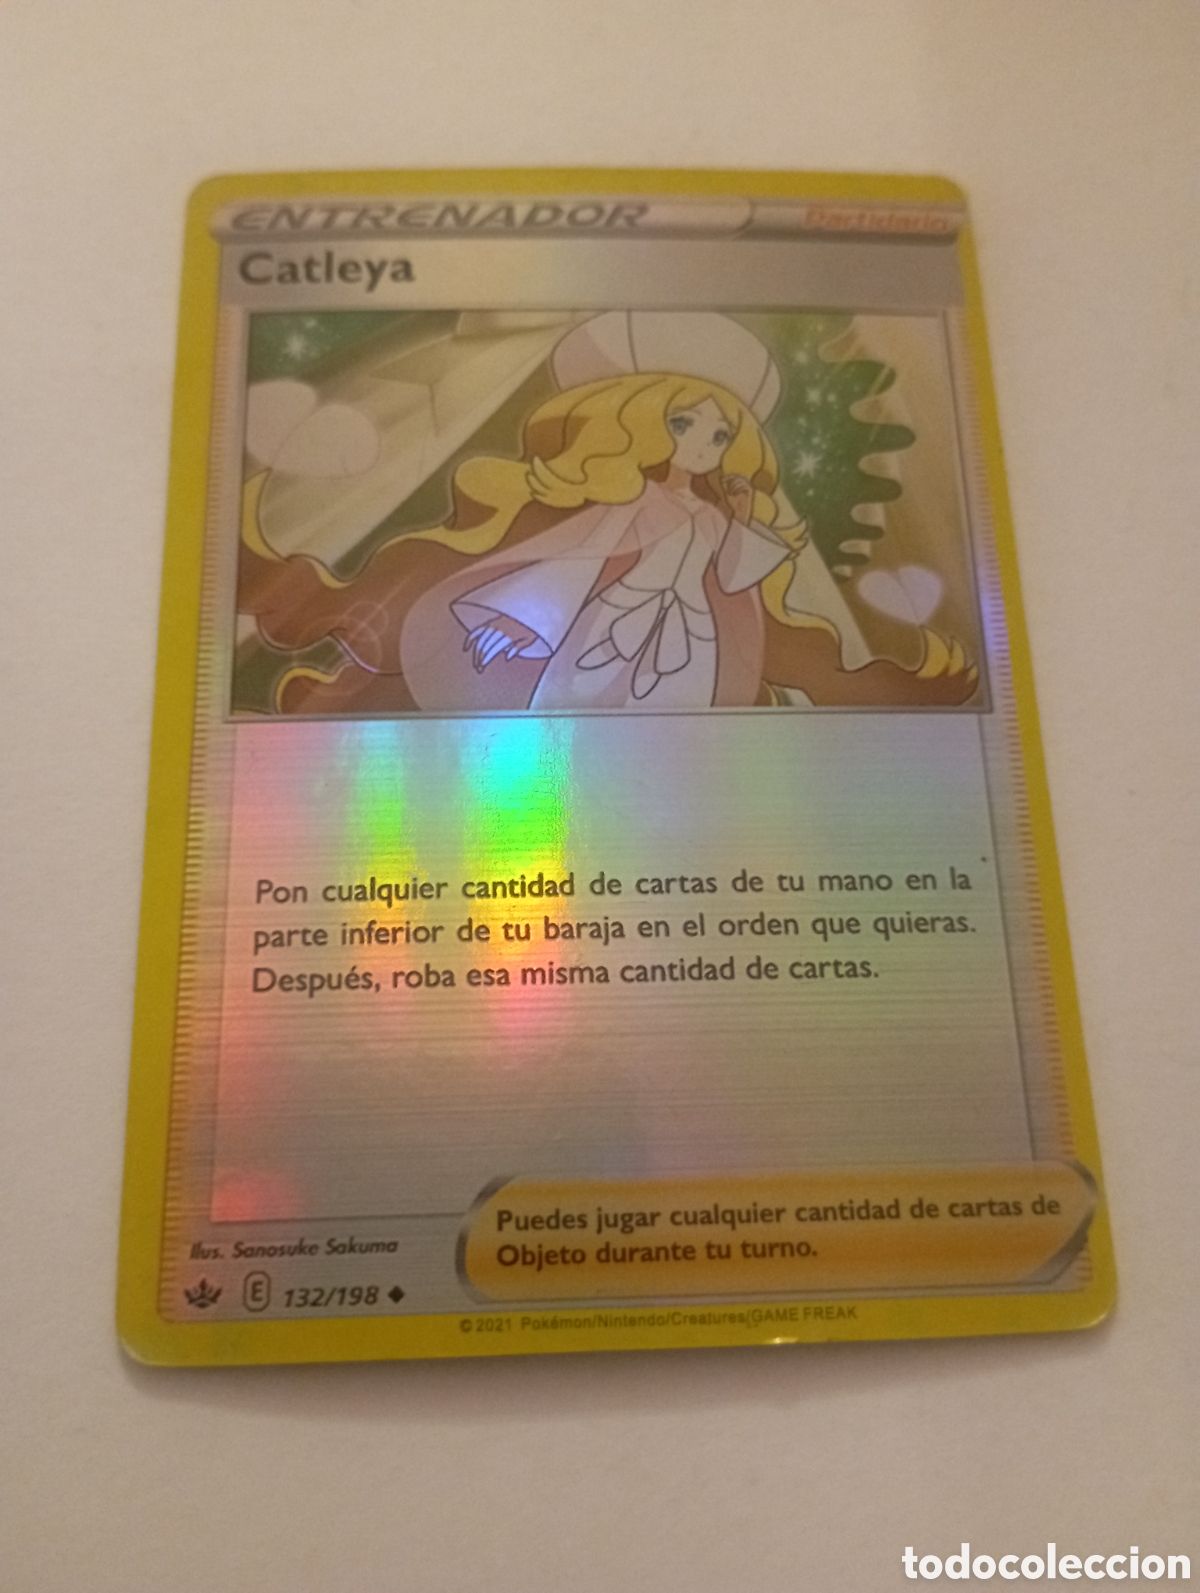 ENTRENADOR Partidario
Catleya
Pon cualquier cantidad de cartas de tu mano en la
parte inferior de tu baraja en el orden que quieras.
Después, roba esa misma cantidad de cartas.
Puedes jugar cualquier cantidad de cartas de
Objeto durante tu turno.
Ilus. Sanosuke Sakuma
E 132/198
© 2021 Pokémon/Nintendo/Creatures/GAME FREAK
todocoleccion